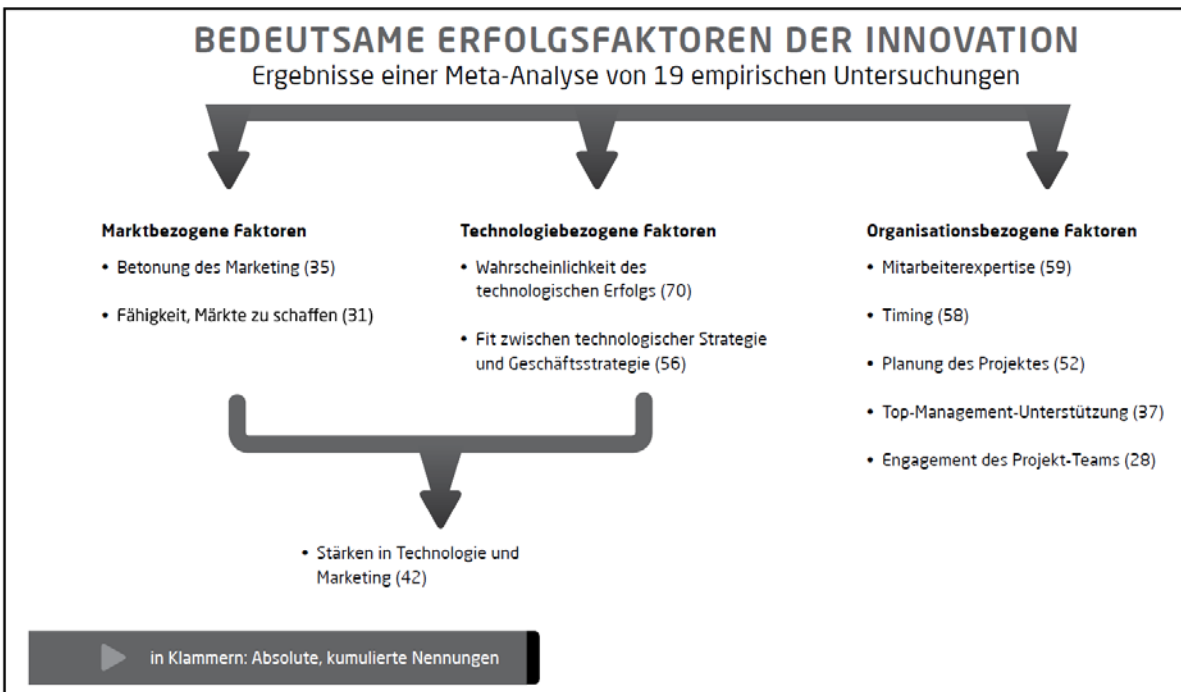 BEDEUTSAME ERFOLGSFAKTOREN DER INNOVATION
Ergebnisse einer Meta-Analyse von 19 empirischen Untersuchungen
Marktbezogene Faktoren
• Betonung des Marketing (35)
• Fähigkeit, Märkte zu schaffen (31)
Technologiebezogene Faktoren
• Wahrscheinlichkeit des
technologischen Erfolgs (70)
• Fit zwischen technologischer Strategie
und Geschäftsstrategie (56)
Organisationsbezogene Faktoren
• Mitarbeiterexpertise (59)
• Timing (58)
• Planung des Projektes (52)
• Top-Management-Unterstützung (37)
• Engagement des Projekt-Teams (28)
• Stärken in Technologie und
Marketing (42)
in Klammern: Absolute, kumulierte Nennungen